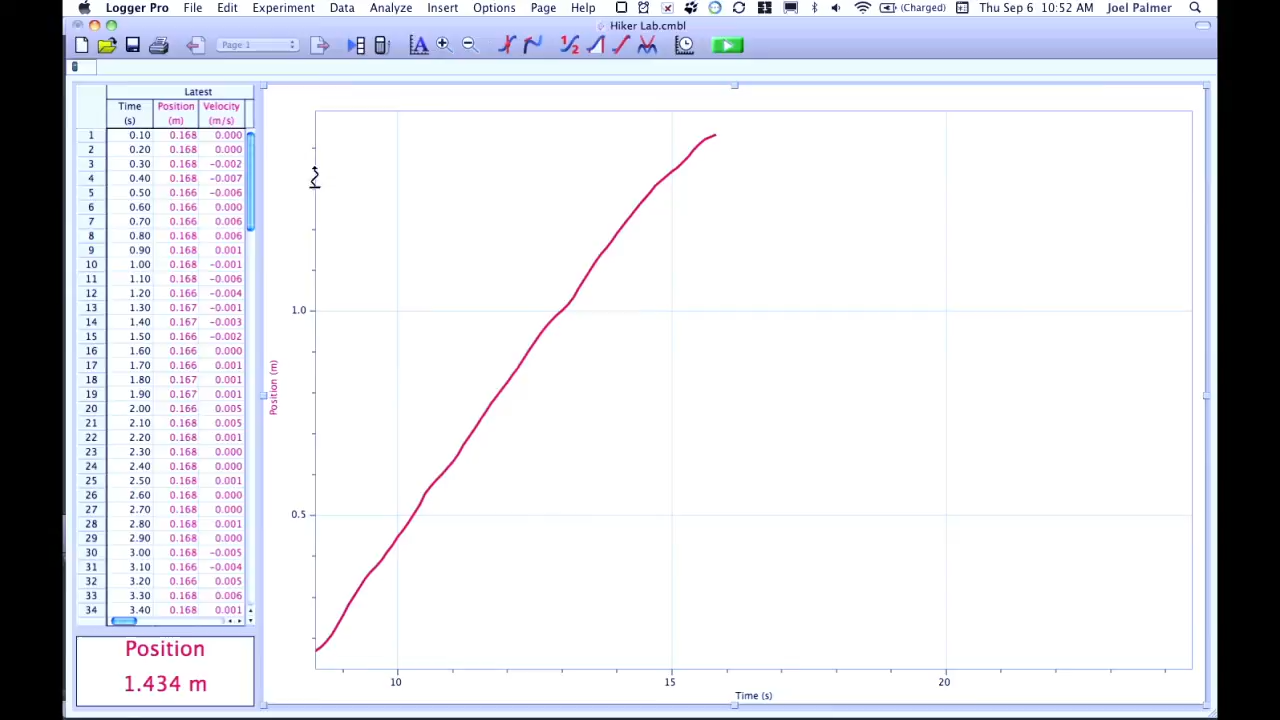 Logger Pro File Edit Experiment Data Analyze Insert Options Page Help (Charged) Thu Sep 6 10:52 AM Joel Palmer
Hiker Lab.cmbl
Page 1
Latest
Time Position Velocity
(s) (m) (m/s)
1 0.10 0.168 0.000
2 0.20 0.168 0.000
3 0.30 0.168 -0.002
4 0.40 0.168 -0.007
5 0.50 0.166 -0.006
6 0.60 0.166 0.000
7 0.70 0.166 0.006
8 0.80 0.168 0.006
9 0.90 0.168 0.001
10 1.00 0.168 -0.001
11 1.10 0.168 -0.006
12 1.20 0.166 -0.004
13 1.30 0.167 -0.001
14 1.40 0.167 -0.003
15 1.50 0.166 -0.002
16 1.60 0.166 0.000
17 1.70 0.166 0.001
18 1.80 0.167 0.001
19 1.90 0.167 0.001
20 2.00 0.166 0.005
21 2.10 0.168 0.005
22 2.20 0.168 0.001
23 2.30 0.168 0.000
24 2.40 0.168 0.000
25 2.50 0.168 0.001
26 2.60 0.168 0.000
27 2.70 0.168 0.000
28 2.80 0.168 0.001
29 2.90 0.168 0.000
30 3.00 0.168 -0.005
31 3.10 0.166 -0.004
32 3.20 0.166 0.005
33 3.30 0.168 0.006
34 3.40 0.168 0.001
Position
1.434 m
Position (m)
1.0
0.5
10 15 20
Time (s)